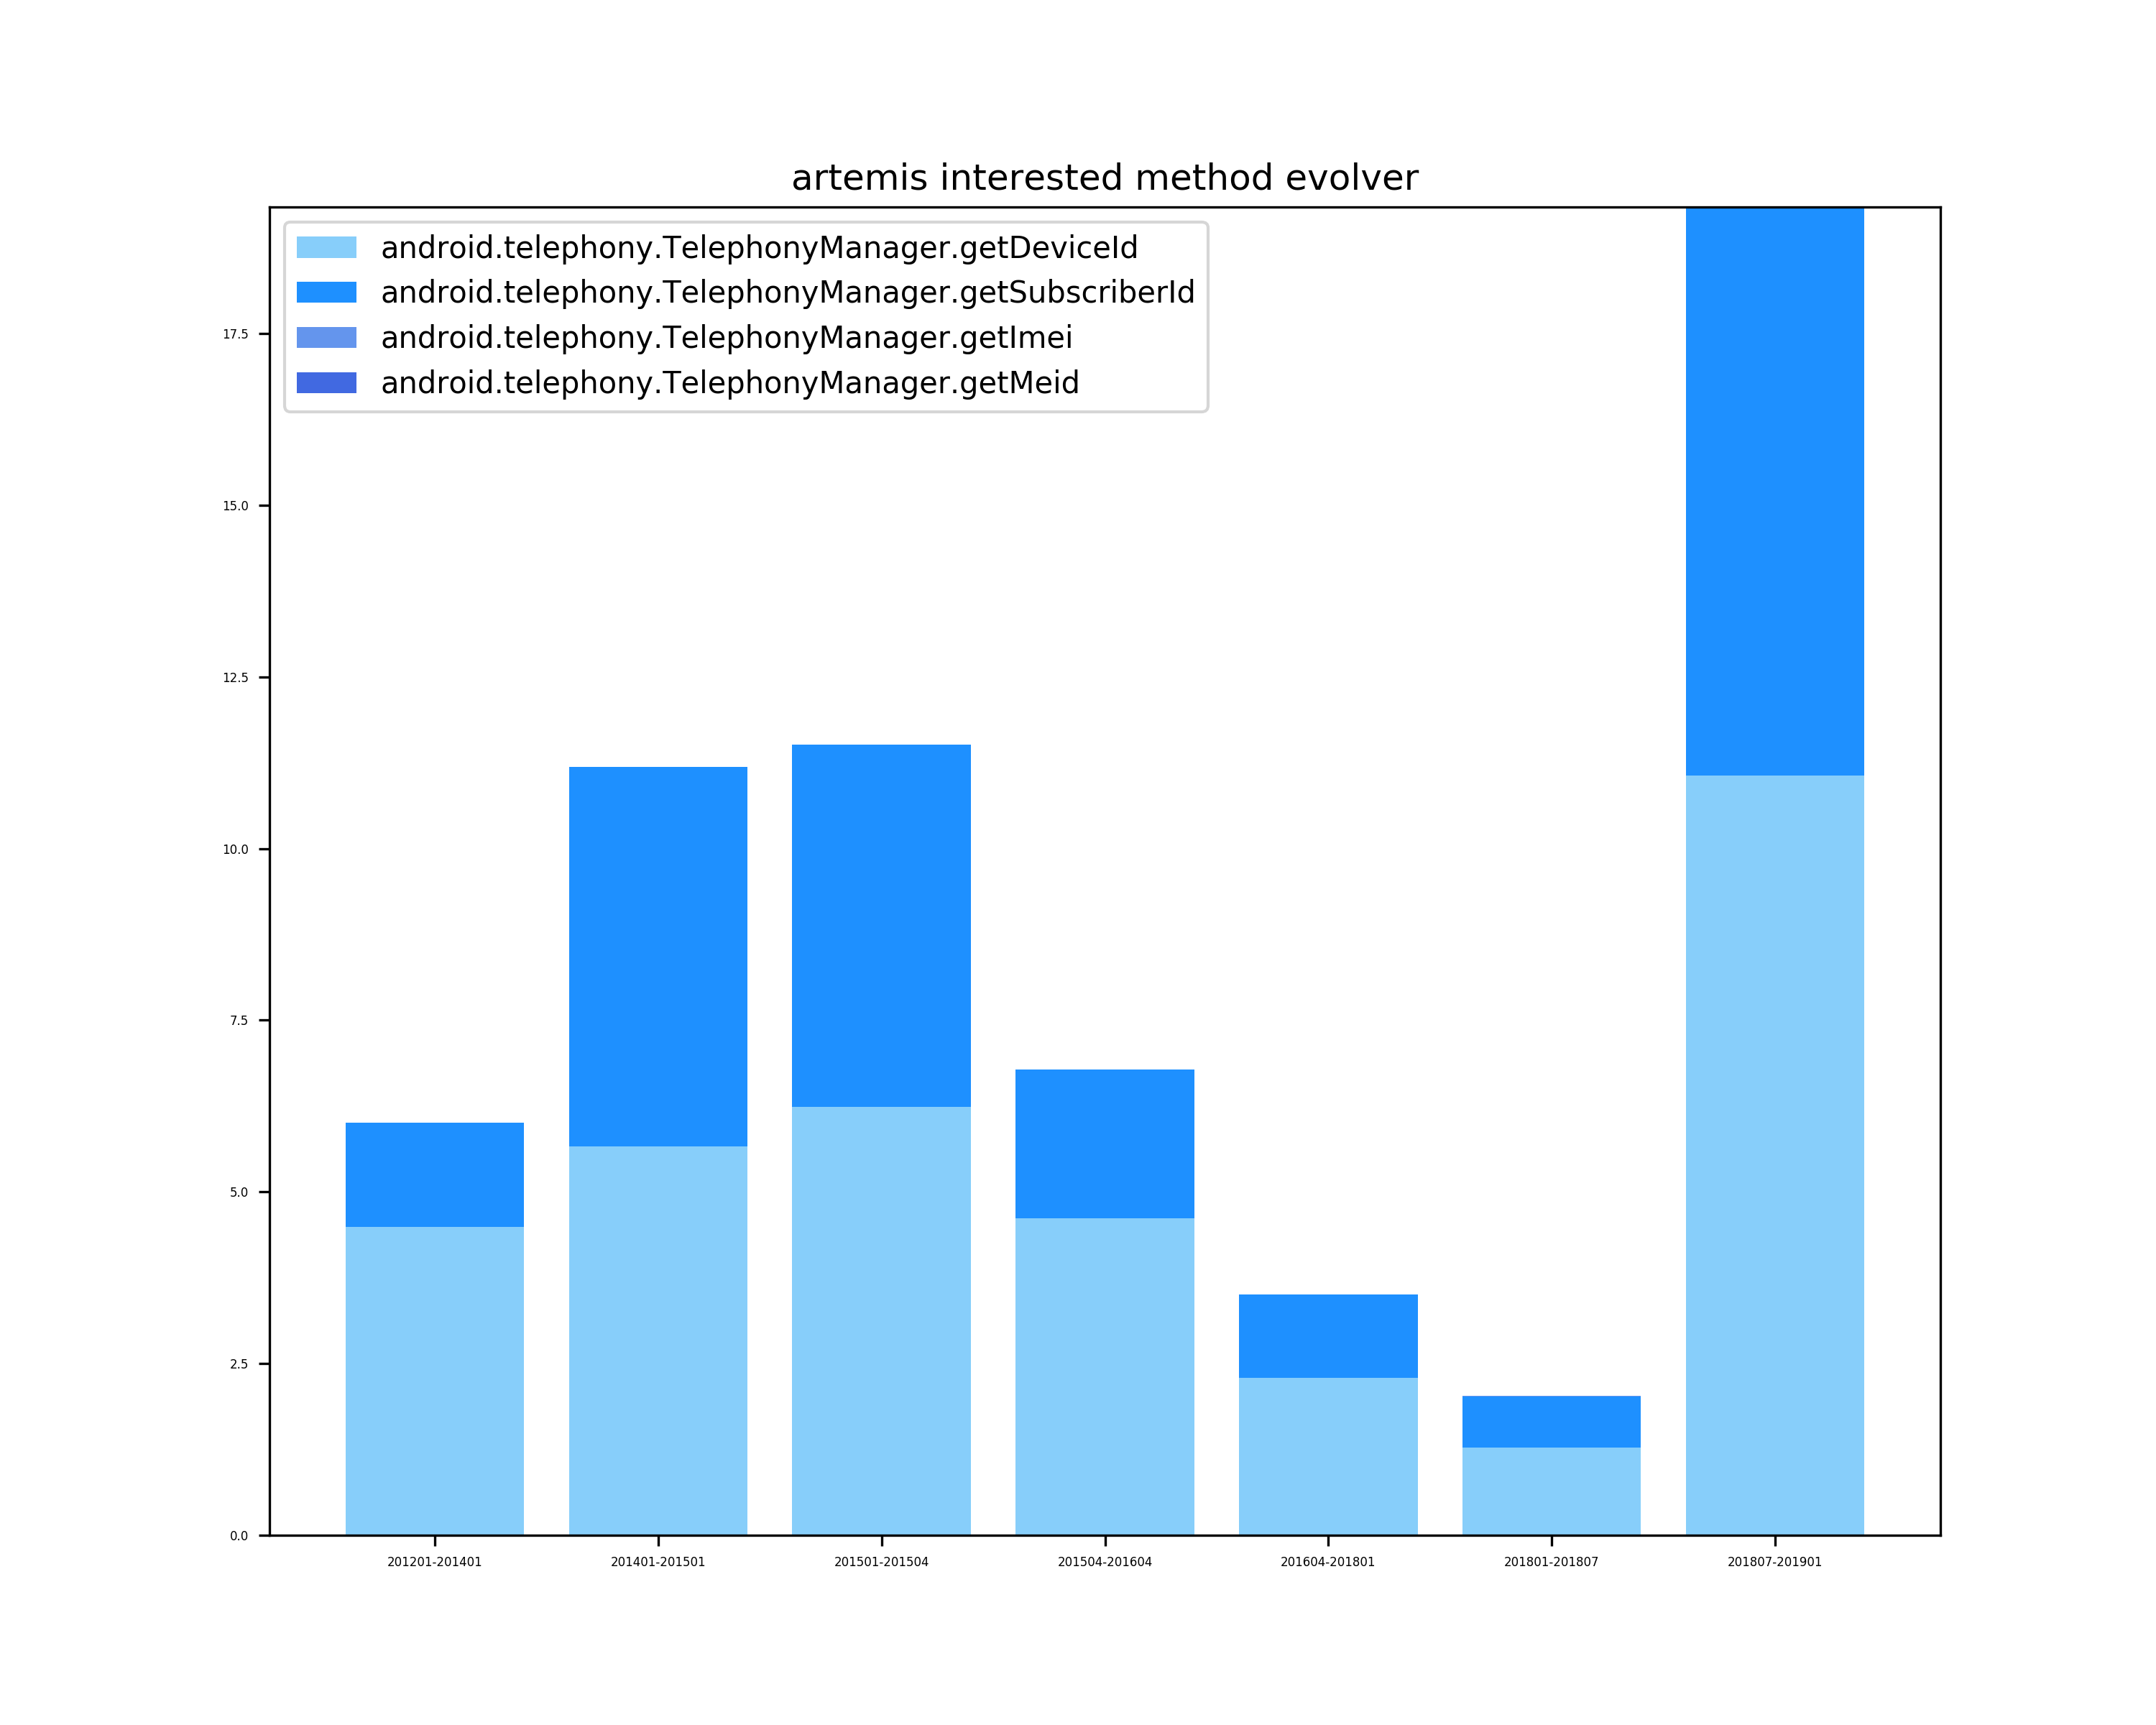 artemis interested method evolver
android.telephony.TelephonyManager.getDeviceId
android.telephony.TelephonyManager.getSubscriberId
android.telephony.TelephonyManager.getImei
android.telephony.TelephonyManager.getMeid
17.5
15.0
12.5
10.0
7.5
5.0
2.5
0.0
201201-201401 201401-201501 201501-201504 201504-201604 201604-201801 201801-201807 201807-201901